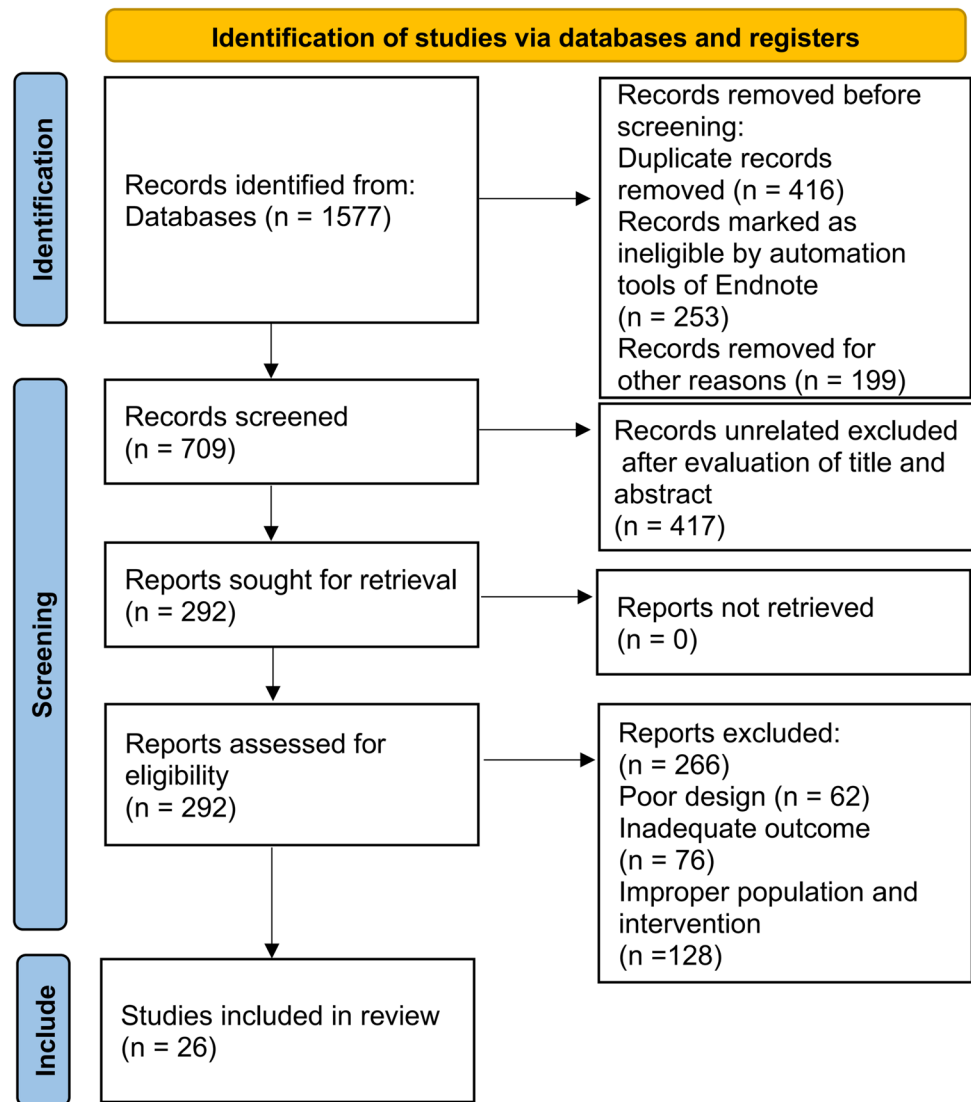 Identification of studies via databases and registers
Identification
Records identified from:
Databases (n = 1577)
Records removed before
screening:
Duplicate records
removed (n = 416)
Records marked as
ineligible by automation
tools of Endnote
(n = 253)
Records removed for
other reasons (n = 199)
Screening
Records screened
(n = 709)
Records unrelated excluded
after evaluation of title and
abstract
(n = 417)
Reports sought for retrieval
(n = 292)
Reports not retrieved
(n = 0)
Reports assessed for
eligibility
(n = 292)
Reports excluded:
(n = 266)
Poor design (n = 62)
Inadequate outcome
(n = 76)
Improper population and
intervention
(n =128)
Include
Studies included in review
(n = 26)